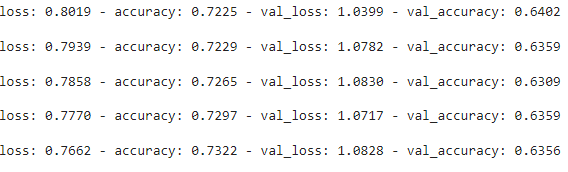 loss: 0.8019 - accuracy: 0.7225 - val_loss: 1.0399 - val_accuracy: 0.6402
loss: 0.7939 - accuracy: 0.7229 - val_loss: 1.0782 - val_accuracy: 0.6359
loss: 0.7858 - accuracy: 0.7265 - val_loss: 1.0830 - val_accuracy: 0.6309
loss: 0.7770 - accuracy: 0.7297 - val_loss: 1.0717 - val_accuracy: 0.6359
loss: 0.7662 - accuracy: 0.7322 - val_loss: 1.0828 - val_accuracy: 0.6356